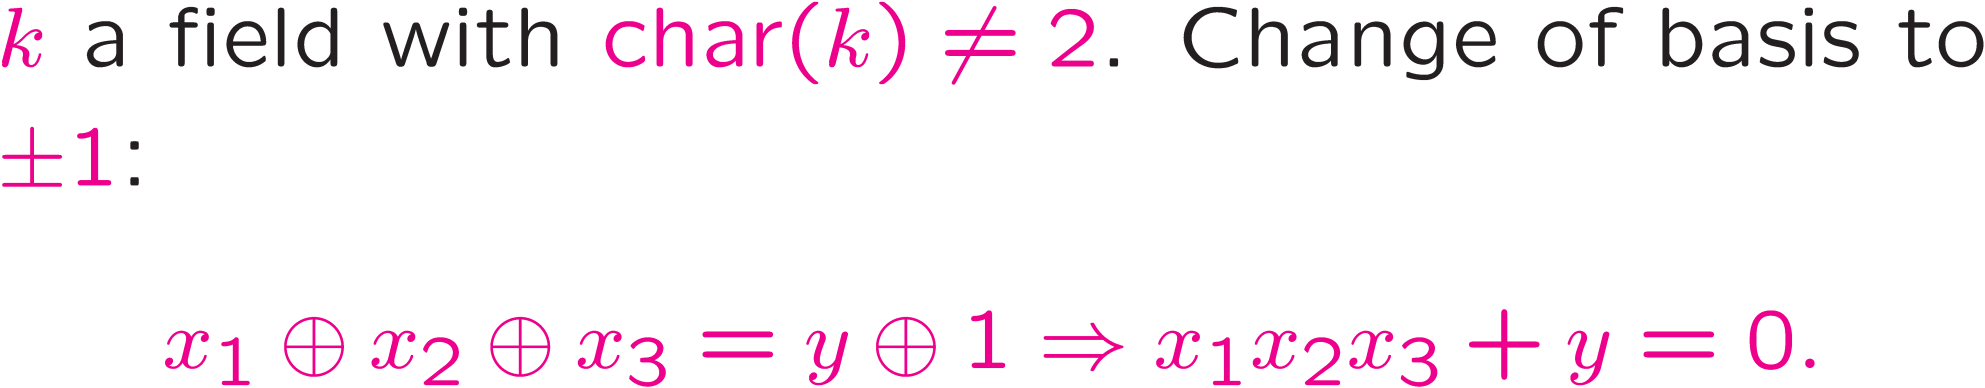 k a field with char(k) ≠ 2. Change of basis to
±1:
x₁ ⊕ x₂ ⊕ x₃ = y ⊕ 1 ⇒ x₁x₂x₃ + y = 0.